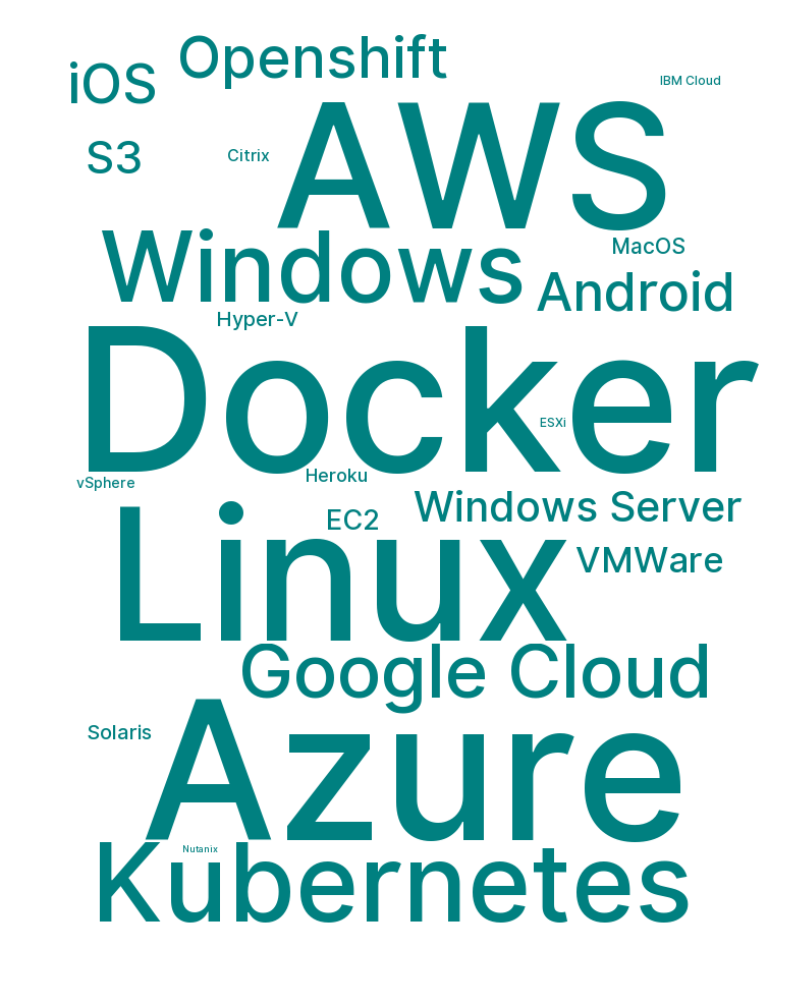 Openshift
iOS
IBM Cloud
AWS
S3
Citrix
Windows
MacOS
Android
Hyper-V
Docker
ESXi
vSphere
Heroku
Windows Server
EC2
Linux
VMWare
Google Cloud
Solaris
Azure
Nutanix
Kubernetes